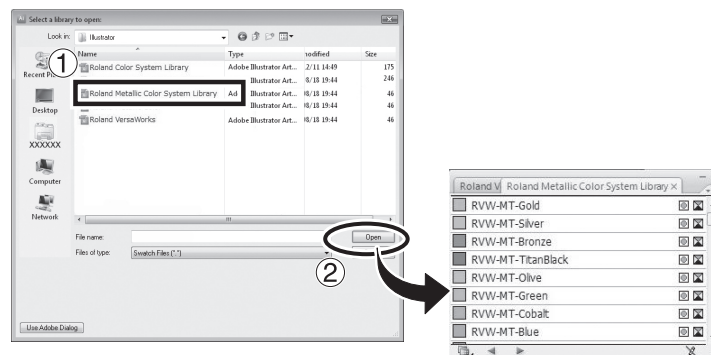 Select a library to open:
Look in: Illustrator
Name Type modified Size
1
Recent
Roland Color System Library Adobe Illustrator Art... 2/11 14:49 175
Illustrator Art... 8/18 19:44 246
Roland Metallic Color System Library Ad Illustrator Art... 8/18 19:44 46
Illustrator Art... 8/18 19:44 46
Roland VersaWorks Adobe Illustrator Art... 8/18 19:44 46
Desktop
XXXXXX
Computer
Network
File name: Open
Files of type: Swatch Files (*.*)
2
Use Adobe Dialog
Roland V Roland Metallic Color System Library ×
RVW-MT-Gold
RVW-MT-Silver
RVW-MT-Bronze
RVW-MT-TitanBlack
RVW-MT-Olive
RVW-MT-Green
RVW-MT-Cobalt
RVW-MT-Blue